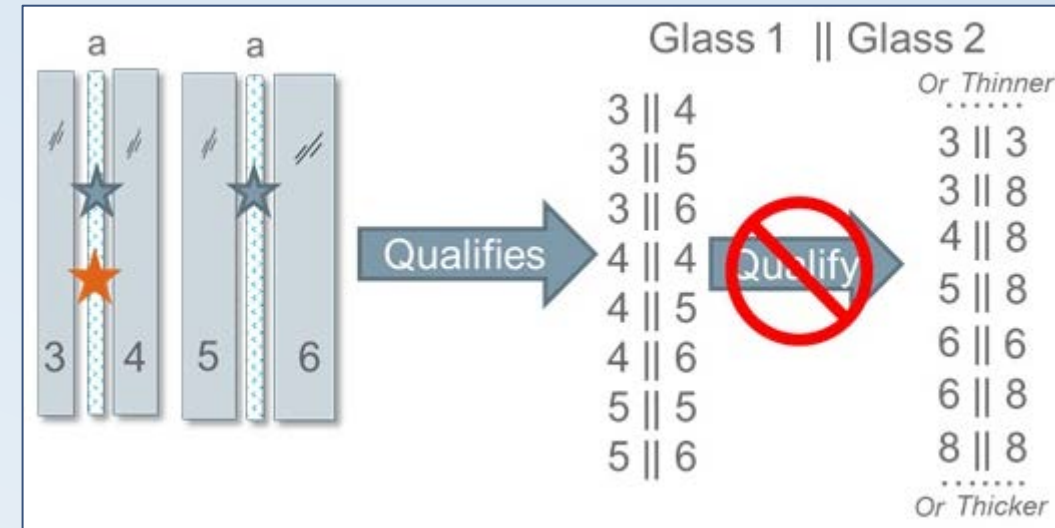 a
a
3
4
5
6
Qualifies
Glass 1 || Glass 2
3 || 4
3 || 5
3 || 6
4 || 4
4 || 5
4 || 6
5 || 5
5 || 6
Qualify
Or Thinner
3 || 3
3 || 8
4 || 8
5 || 8
6 || 6
6 || 8
8 || 8
Or Thicker